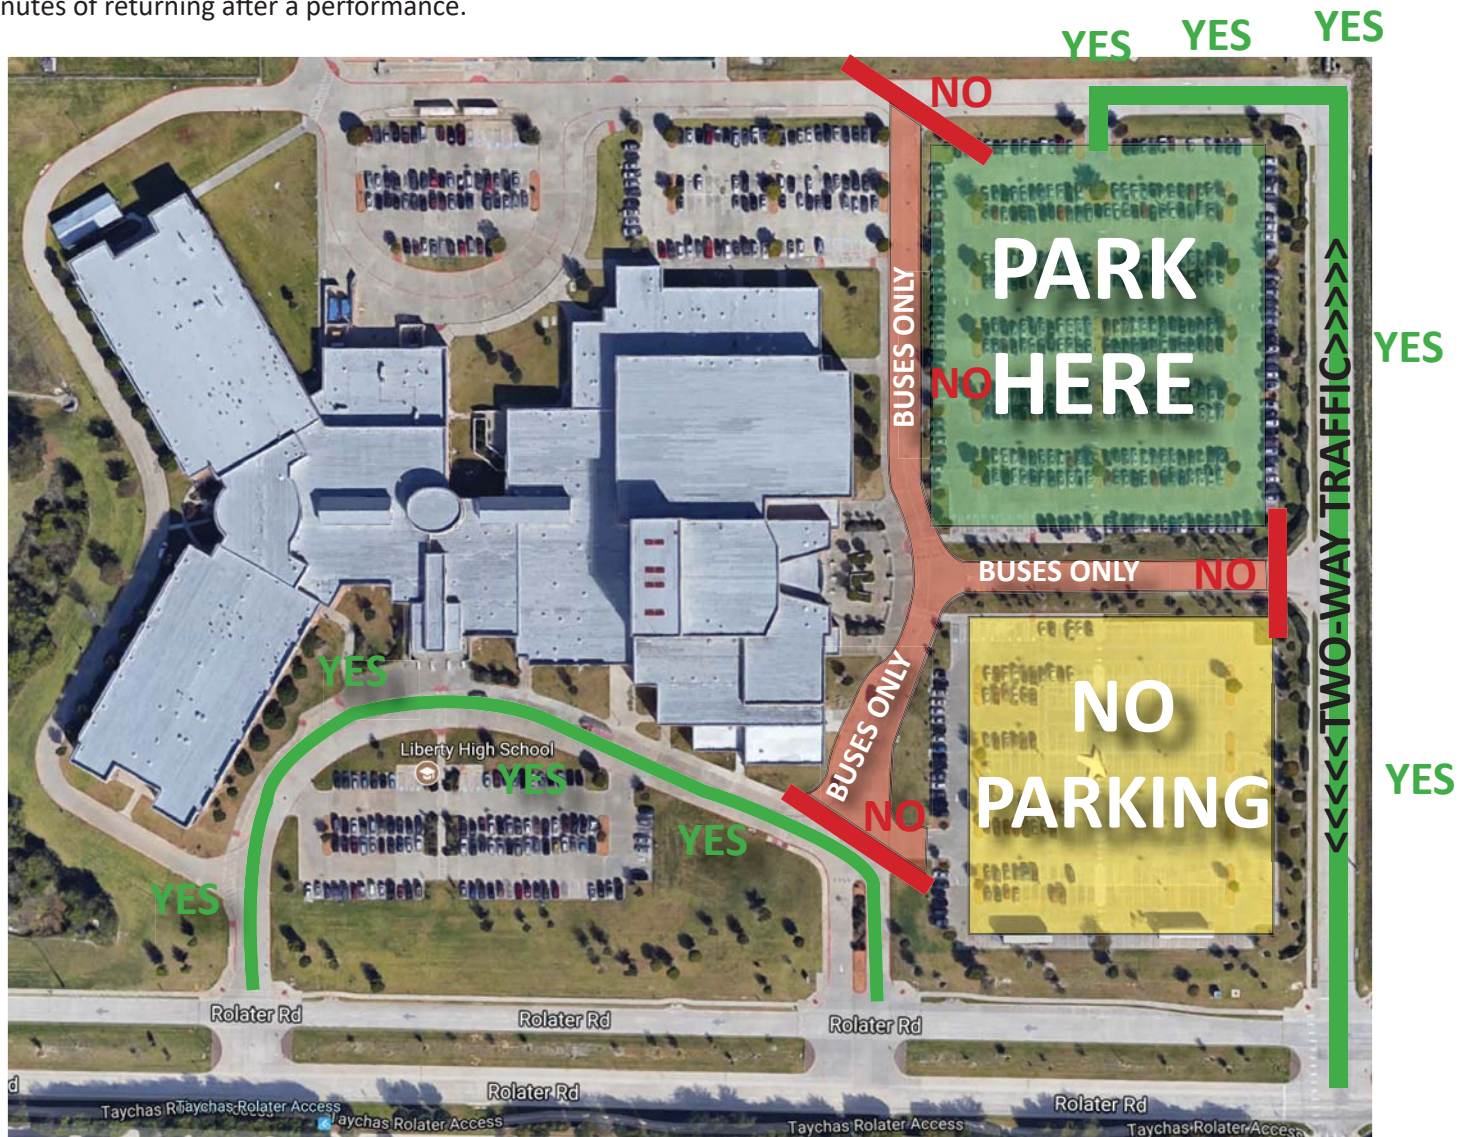 nutes of returning after a performance.
YES
YES
YES
NO
PARK
HERE
BUSES ONLY
NO
YES
<<<<<TWO-WAY TRAFFIC>>>>>
BUSES ONLY
NO
YES
BUSES ONLY
NO
PARKING
Liberty High School
YES
YES
NO
YES
YES
Rolater Rd
Rolater Rd
Rolater Rd
d
Rolater Rd
Rolater Rd
Taychas Rolater Access
Taychas Rolater Access
Taychas Rolater Access
Taychas Rolater Access